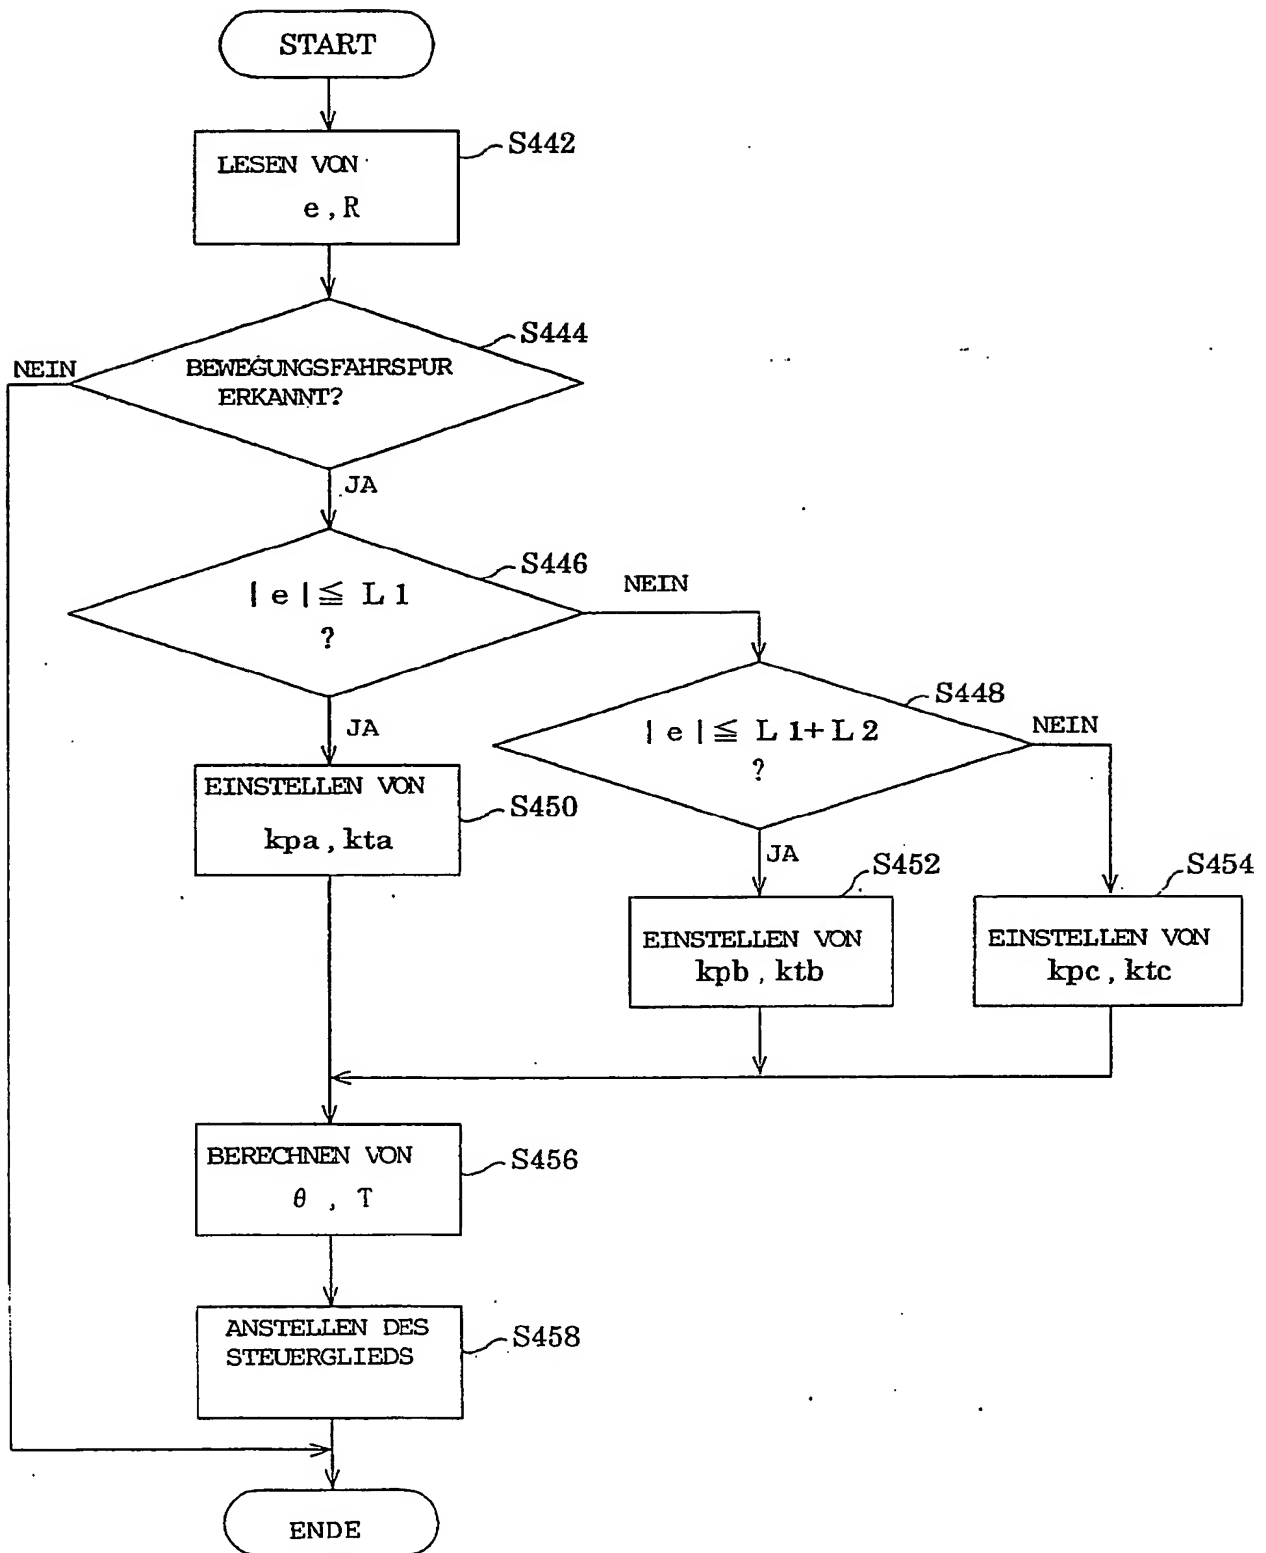 START
S442
LESEN VON
e , R
S444
NEIN
BEWEGUNGSFAHRSPUR
ERKANNT?
JA
S446
| e | ≦ L 1
?
NEIN
JA
S448
| e | ≦ L 1+ L 2
?
NEIN
JA
EINSTELLEN VON
kpa , kta
S450
S452
EINSTELLEN VON
kpb , ktb
S454
EINSTELLEN VON
kpc , ktc
BERECHNEN VON
θ , T
S456
ANSTELLEN DES
STEUERGLIEDS
S458
ENDE